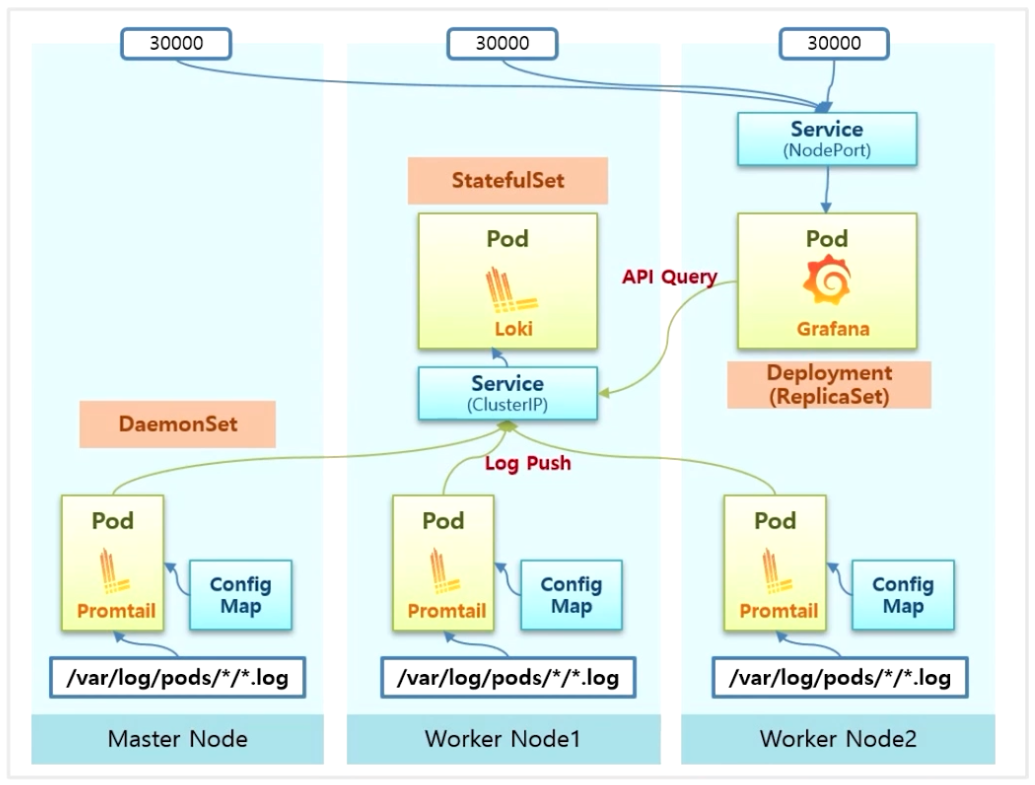 30000
30000
30000
Service
(NodePort)
StatefulSet
Pod
Loki
API Query
Pod
Grafana
Service
(ClusterIP)
Deployment
(ReplicaSet)
DaemonSet
Log Push
Pod
Promtail
Config
Map
Pod
Promtail
Config
Map
Pod
Promtail
Config
Map
/var/log/pods/*/*.log
/var/log/pods/*/*.log
/var/log/pods/*/*.log
Master Node
Worker Node1
Worker Node2